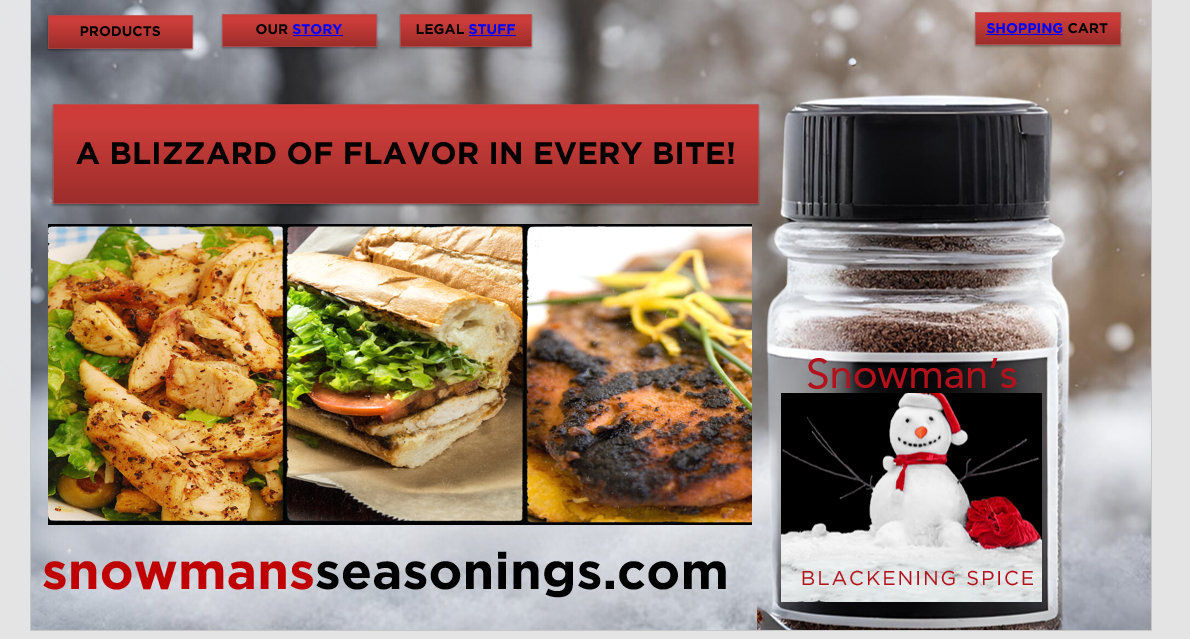 PRODUCTS
OUR STORY
LEGAL STUFF
SHOPPING CART
A BLIZZARD OF FLAVOR IN EVERY BITE!
Snowman's
BLACKENING SPICE
snowmansseasonings.com